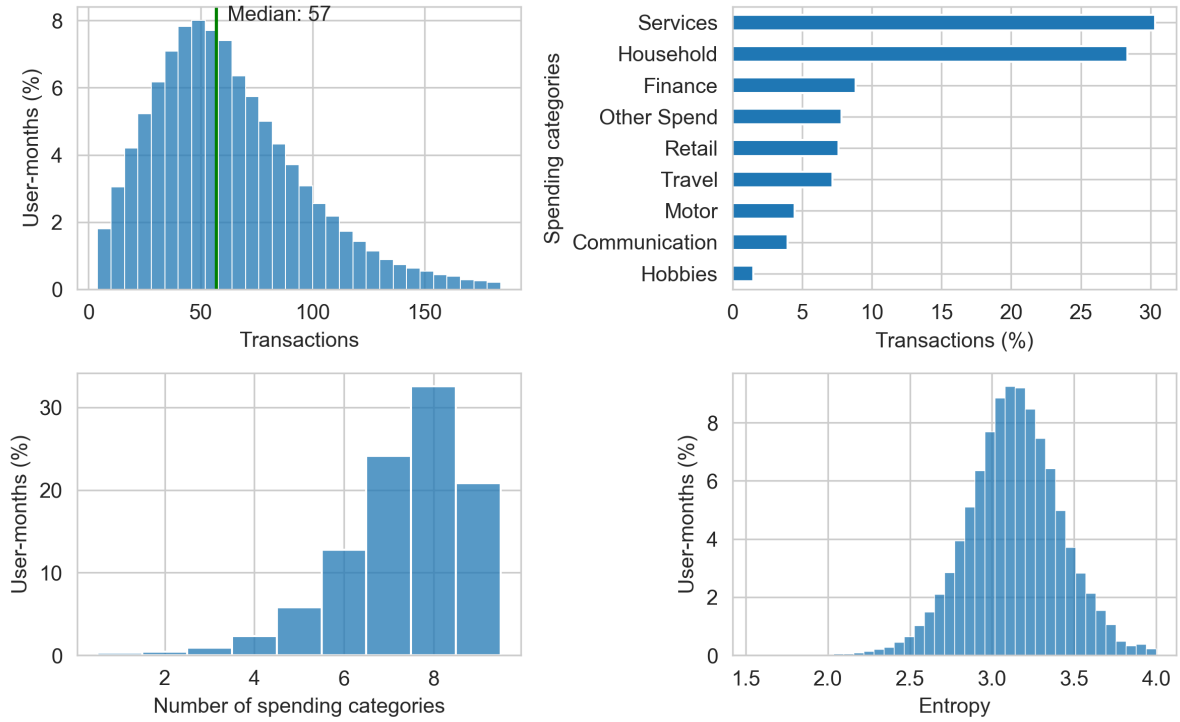 Median: 57
User-months (%)
8
6
4
2
0
0 50 100 150
Transactions
Spending categories
Services
Household
Finance
Other Spend
Retail
Travel
Motor
Communication
Hobbies
0 5 10 15 20 25 30
Transactions (%)
User-months (%)
30
20
10
0
2 4 6 8
Number of spending categories
User-months (%)
8
6
4
2
0
1.5 2.0 2.5 3.0 3.5 4.0
Entropy